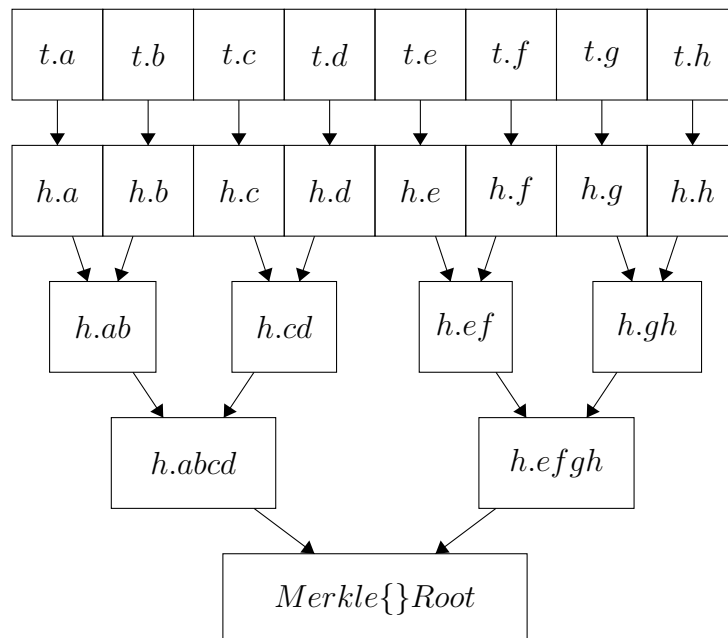 t.a t.b t.c t.d t.e t.f t.g t.h
h.a h.b h.c h.d h.e h.f h.g h.h
h.ab h.cd h.ef h.gh
h.abcd h.efgh
Merkle{}Root